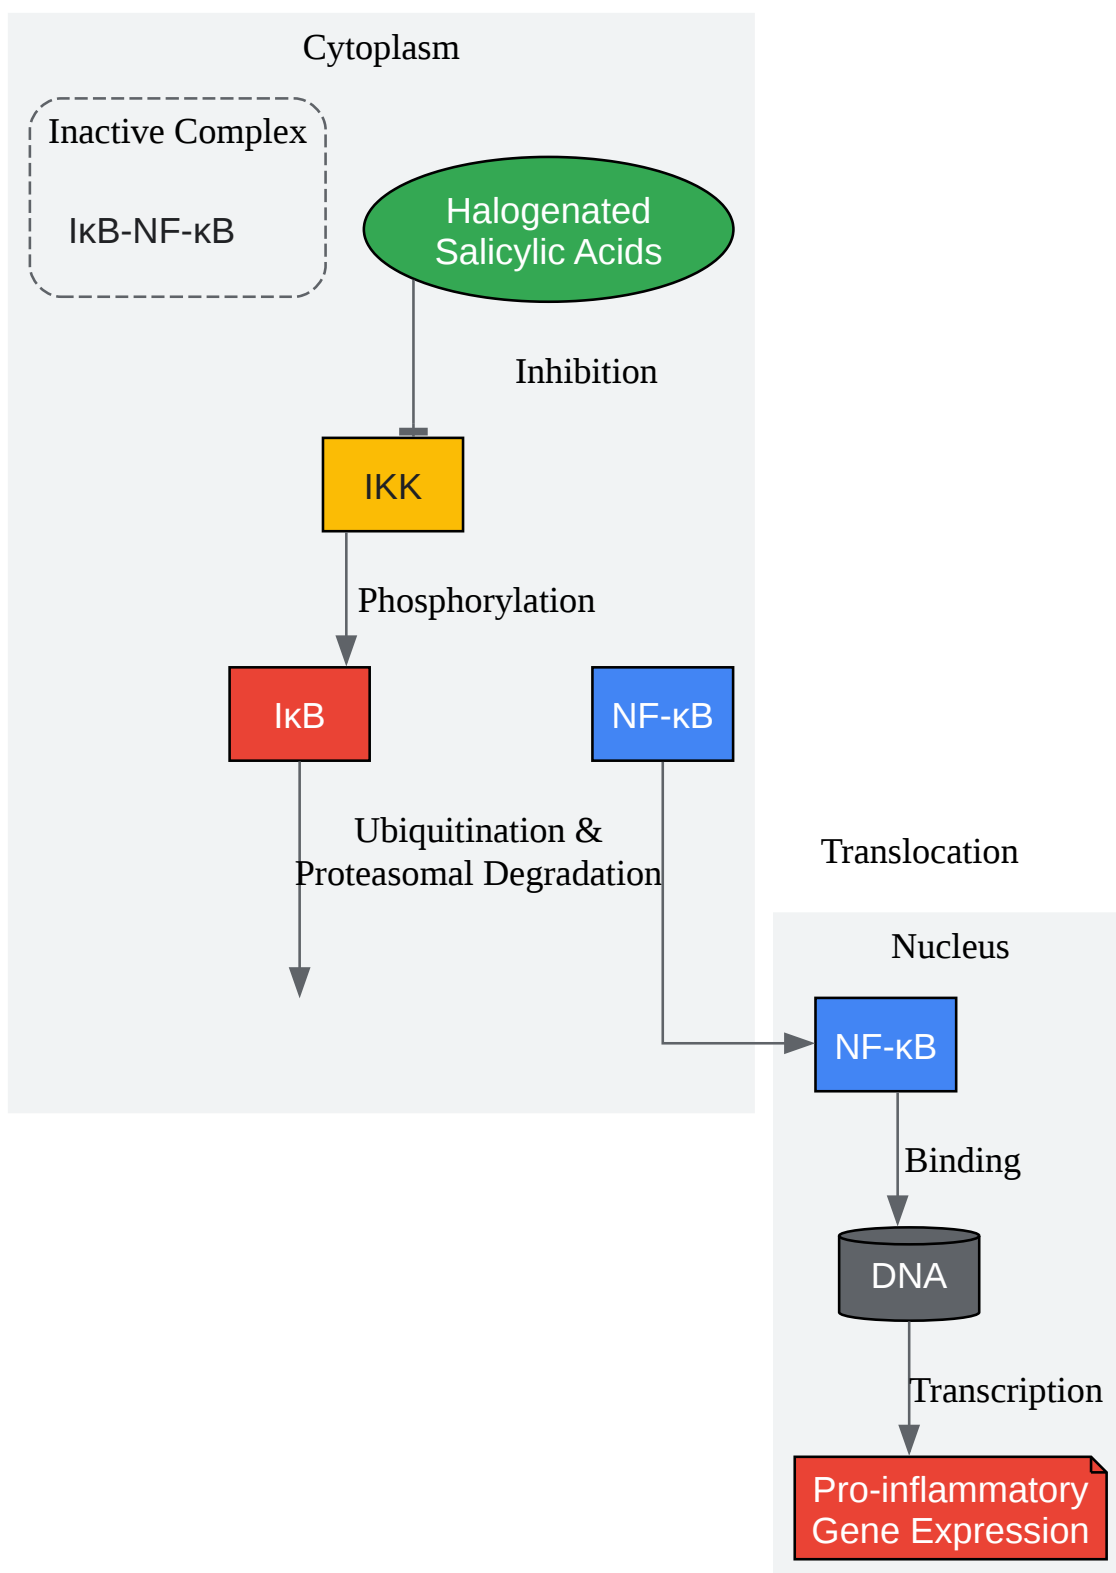 Cytoplasm
Inactive Complex
IκB-NF-κB
Halogenated
Salicylic Acids
Inhibition
IKK
Phosphorylation
IκB
NF-κB
Ubiquitination &
Proteasomal Degradation
Translocation
Nucleus
NF-κB
Binding
DNA
Transcription
Pro-inflammatory
Gene Expression